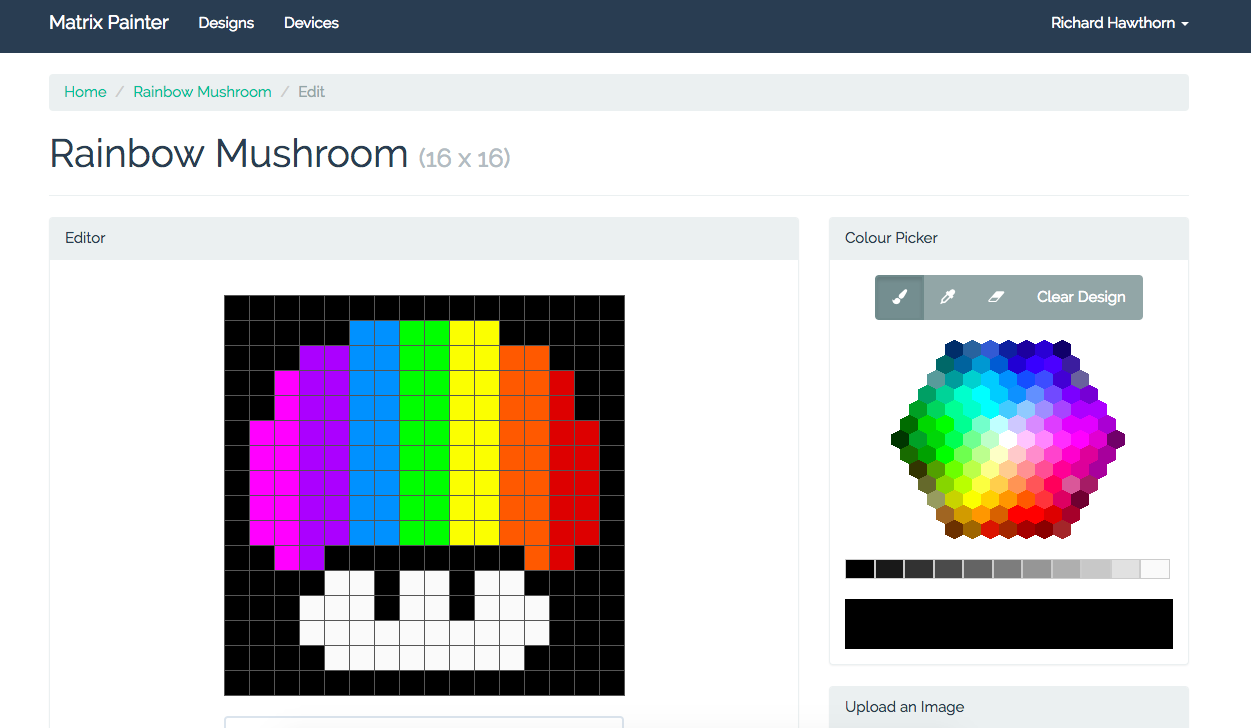 Matrix Painter Designs Devices Richard Hawthorn
Home / Rainbow Mushroom / Edit
Rainbow Mushroom (16 x 16)
Editor
Colour Picker
Clear Design
Upload an Image